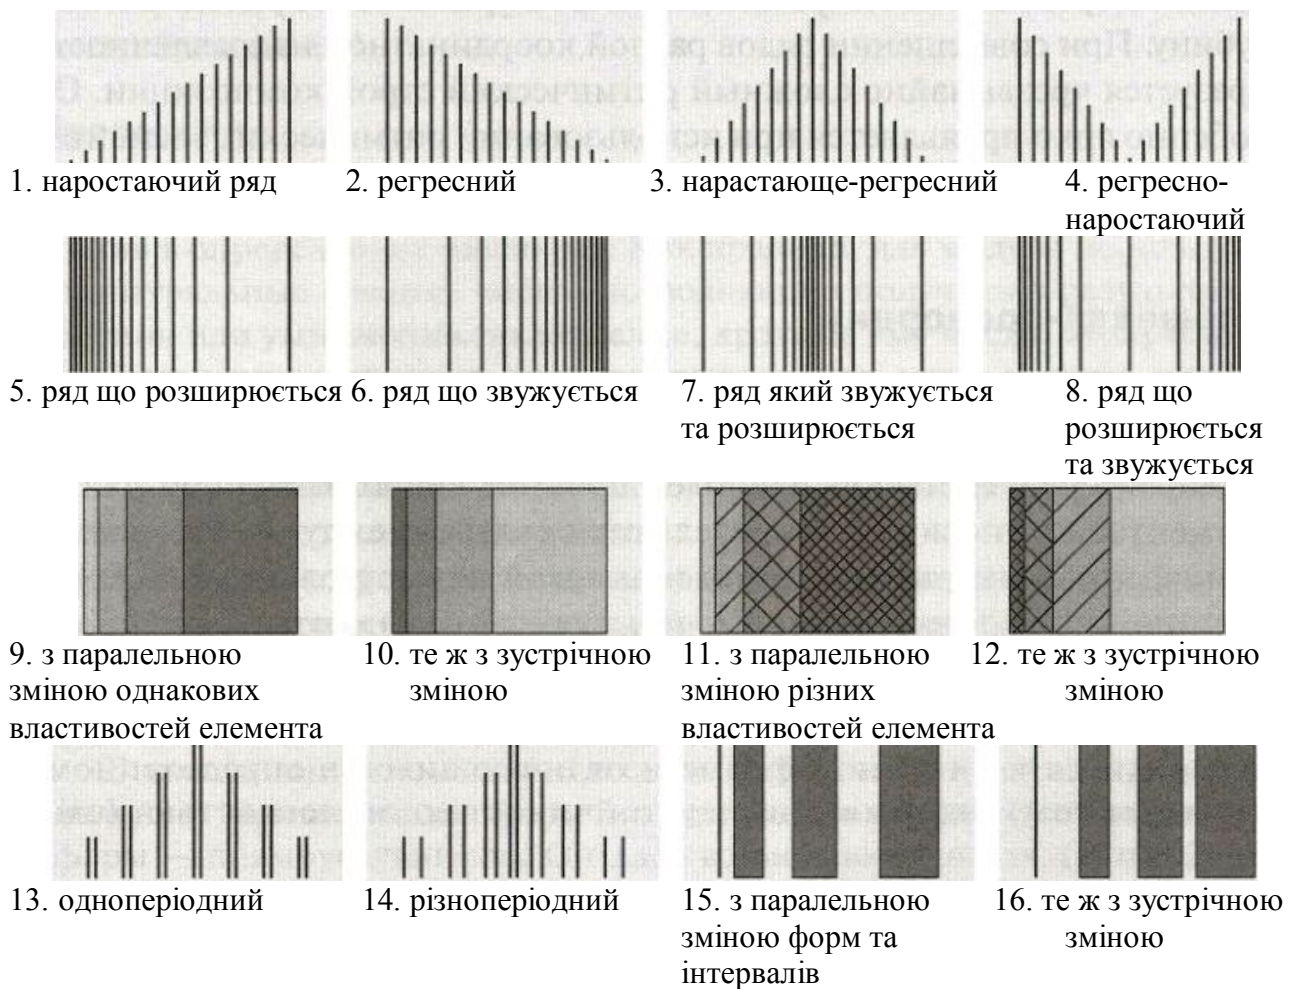 1. наростаючий ряд
2. регресний
3. нарастающе-регресний
4. регресно-
наростаючий
5. ряд що розширюється
6. ряд що звужується
7. ряд який звужується
та розширюється
8. ряд що
розширюється
та звужується
9. з паралельною
зміною однакових
властивостей елемента
10. те ж з зустрічною
зміною
11. з паралельною
зміною різних
властивостей елемента
12. те ж з зустрічною
зміною
13. одноперіодний
14. різноперіодний
15. з паралельною
зміною форм та
інтервалів
16. те ж з зустрічною
зміною